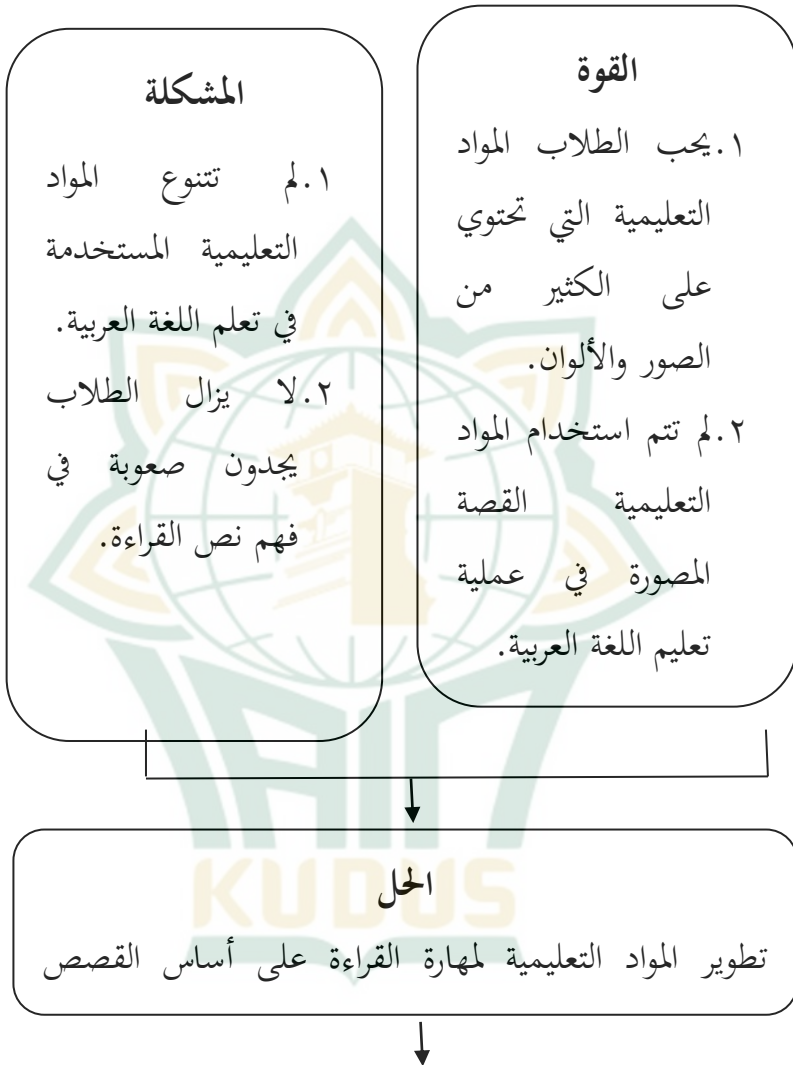 القوة
١. يحب الطلاب المواد
التعليمية التي تحتوي
على الكثير من
الصور والألوان.
٢. لم تتم استخدام المواد
التعليمية القصة
المصورة في عملية
تعليم اللغة العربية.
المشكلة
١. لم تتنوع المواد
التعليمية المستخدمة
في تعلم اللغة العربية.
٢. لا يزال الطلاب
يجدون صعوبة في
فهم نص القراءة.
الحل
تطوير المواد التعليمية لمهارة القراءة على أساس القصص
IAIN
KUDUS